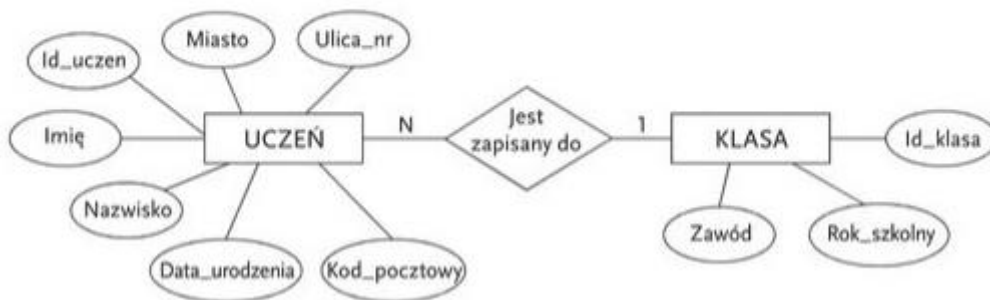 Miasto
Ulica_nr
Id_uczen
Imię
UCZEŃ
N
Jest
zapisany do
1
KLASA
Id_klasa
Nazwisko
Zawód
Rok_szkolny
Data_urodzenia
Kod_pocztowy